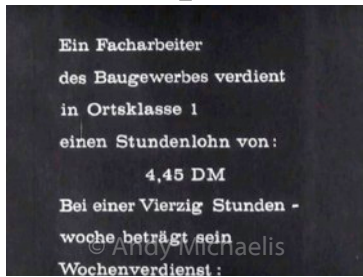 Ein Facharbeiter
des Baugewerbes verdient
in Ortsklasse 1
einen Stundenlohn von:
4,45 DM
Bei einer Vierzig Stunden -
woche beträgt sein
© Andy Michaelis
Wochenverdienst: